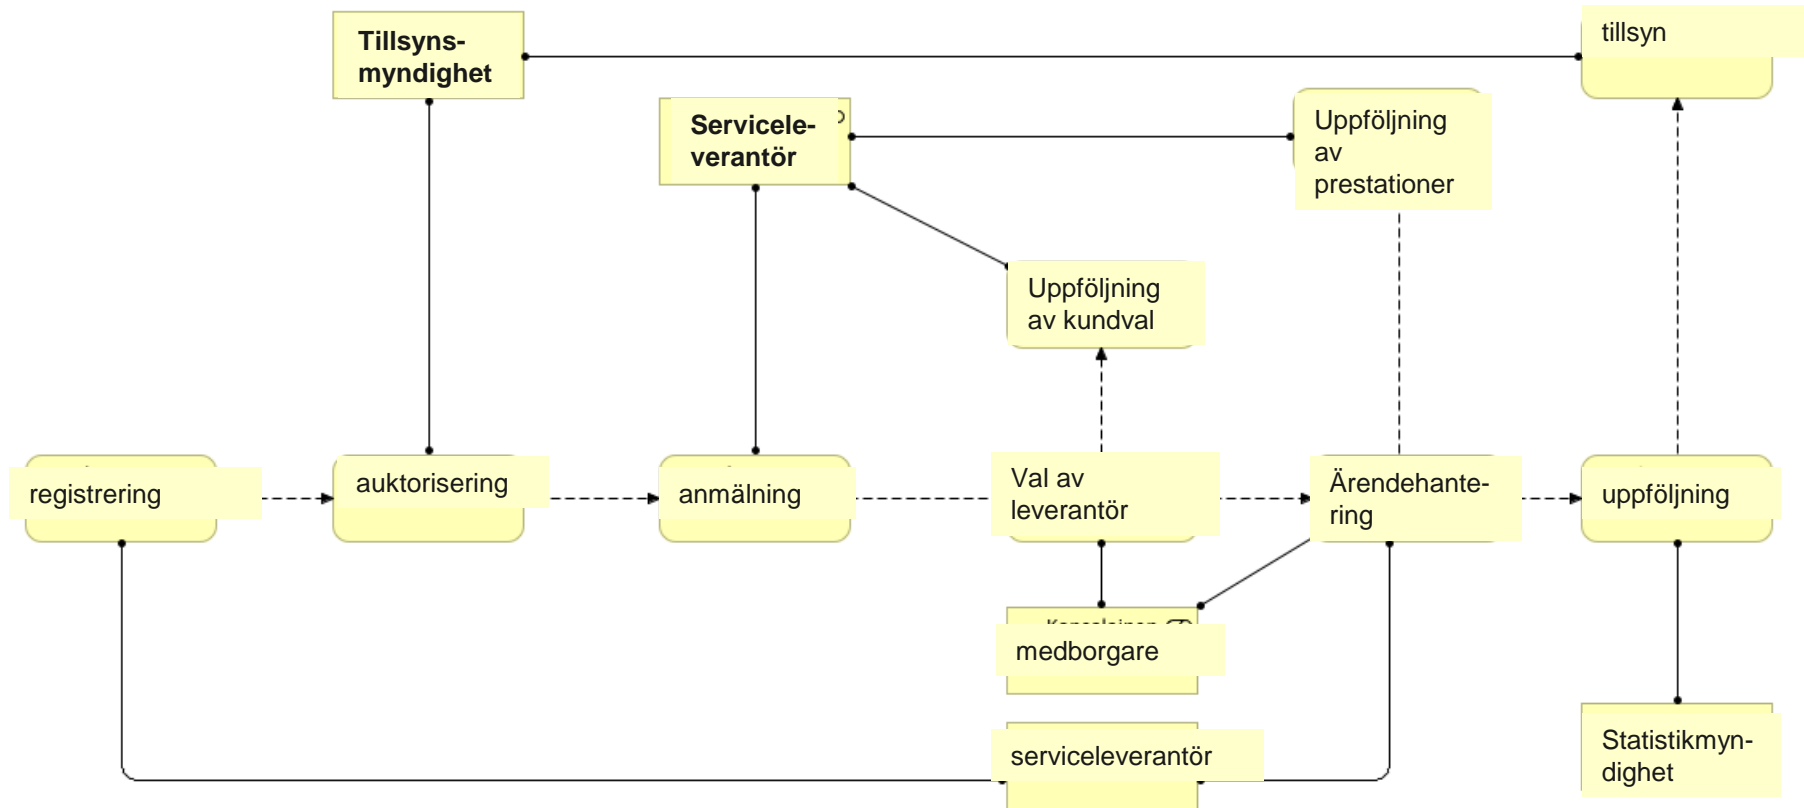 Tillsyns-
myndighet
tillsyn
Servicele-
verantör
Uppföljning
av
prestationer
Uppföljning
av kundval
registrering
auktorisering
anmälning
Val av
leverantör
Ärendehante-
ring
uppföljning
medborgare
serviceleverantör
Statistikmyn-
dighet